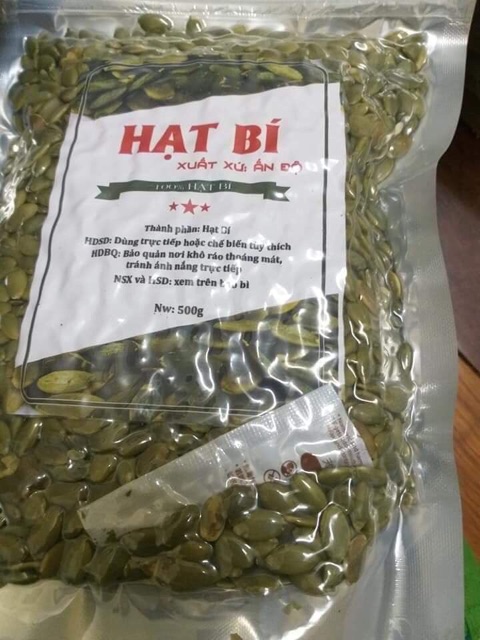 HẠT BÍ
XUẤT XỨ: ẤN ĐỘ
100% HẠT BÍ
Thành phần: Hạt Bí
HDSD: Dùng trực tiếp hoặc chế biến tùy thích
HDBQ: Bảo quản nơi khô ráo thoáng mát,
tránh ánh nắng trực tiếp
NSX và HSD: xem trên bao bì
Nw: 500g